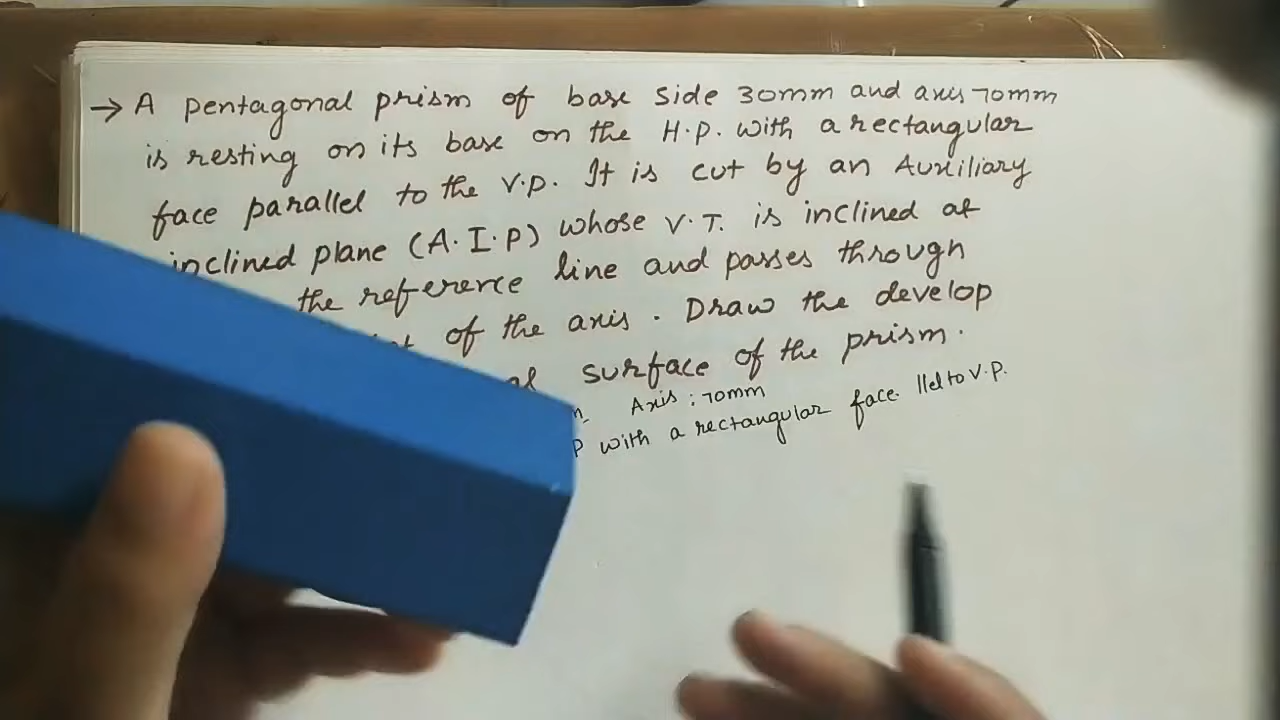 → A pentagonal prism of base side 30mm and axis 70mm
is resting on its base on the H.P. with a rectangular
face parallel to the V.P. It is cut by an Auxiliary
inclined plane (A.I.P) whose V.T. is inclined at
the reference line and passes through
of the axis. Draw the develop
surface of the prism.
Axis : 70mm
P with a rectangular face llel to V.P.